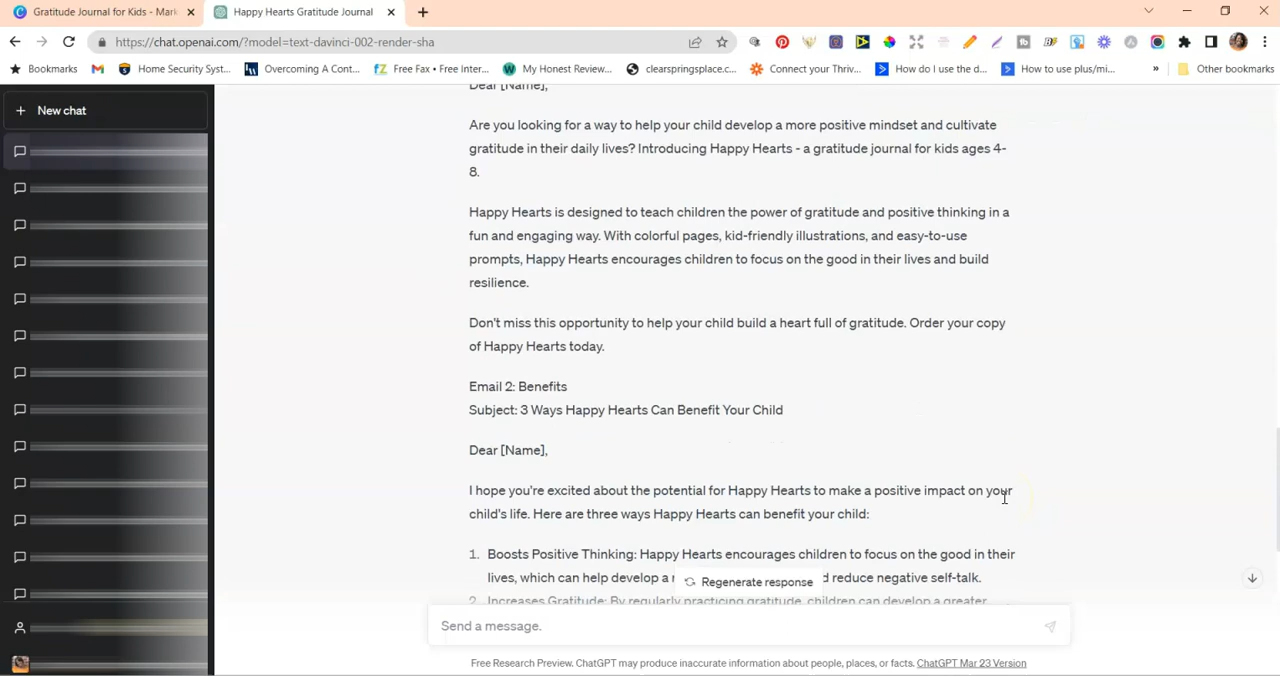 Gratitude Journal for Kids - Mark
Happy Hearts Gratitude Journal
https://chat.openai.com/?model=text-davinci-002-render-sha
Bookmarks
Home Security Syst...
Overcoming A Cont...
Free Fax • Free Inter...
My Honest Review,...
clearspringsplace.c...
Connect your Thriv...
How do I use the d...
How to use plus/mi...
»
Other bookmarks
New chat
Dear [Name],
Are you looking for a way to help your child develop a more positive mindset and cultivate
gratitude in their daily lives? Introducing Happy Hearts - a gratitude journal for kids ages 4-
8.
Happy Hearts is designed to teach children the power of gratitude and positive thinking in a
fun and engaging way. With colorful pages, kid-friendly illustrations, and easy-to-use
prompts, Happy Hearts encourages children to focus on the good in their lives and build
resilience.
Don't miss this opportunity to help your child build a heart full of gratitude. Order your copy
of Happy Hearts today.
Email 2: Benefits
Subject: 3 Ways Happy Hearts Can Benefit Your Child
Dear [Name],
I hope you're excited about the potential for Happy Hearts to make a positive impact on your
child's life. Here are three ways Happy Hearts can benefit your child:
1. Boosts Positive Thinking: Happy Hearts encourages children to focus on the good in their
lives, which can help develop a
d reduce negative self-talk.
Regenerate response
2. Increases Gratitude: By regularly practicing gratitude, children can develop a greater
Send a message.
Free Research Preview. ChatGPT may produce inaccurate information about people, places, or facts. ChatGPT Mar 23 Version